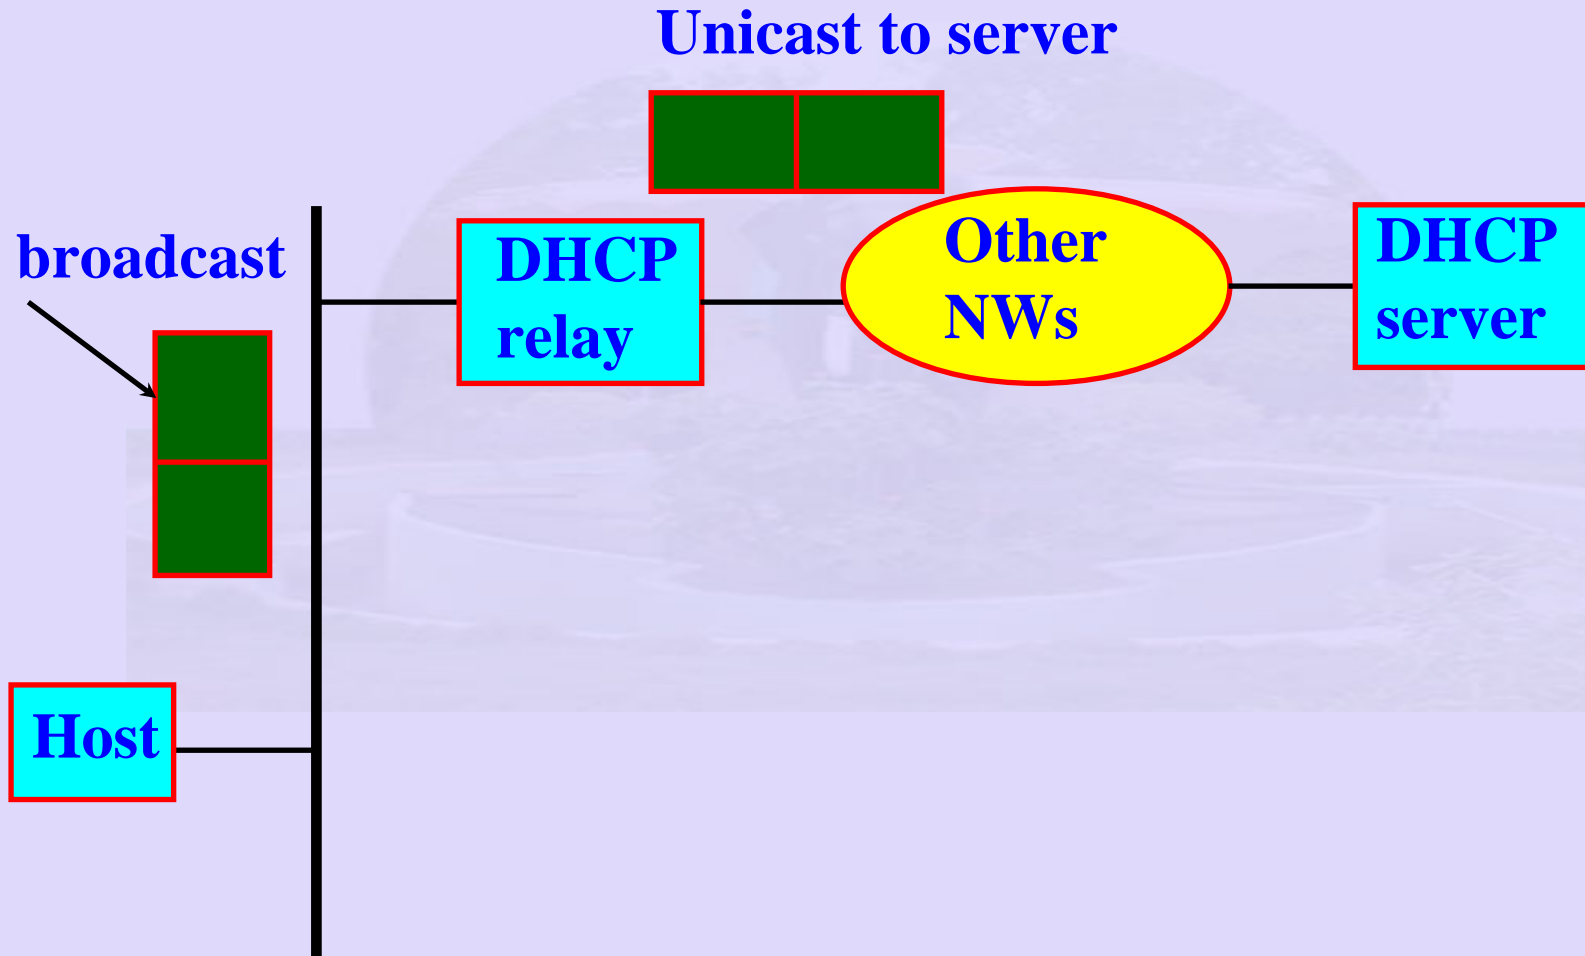 Unicast to server
broadcast
DHCP
relay
Other
NWs
DHCP
server
Host